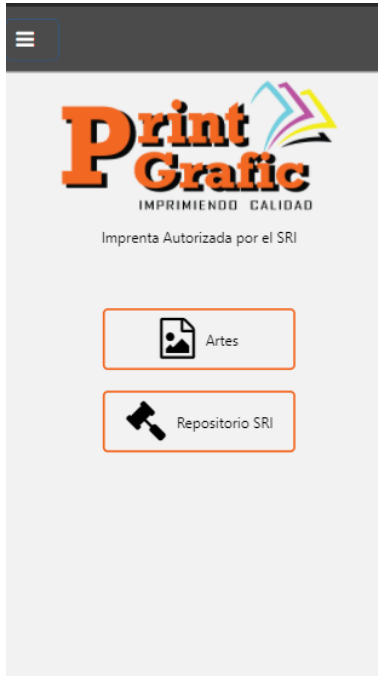 Print
Grafic
IMPRIMIENDO CALIDAD
Imprenta Autorizada por el SRI
Artes
Repositorio SRI